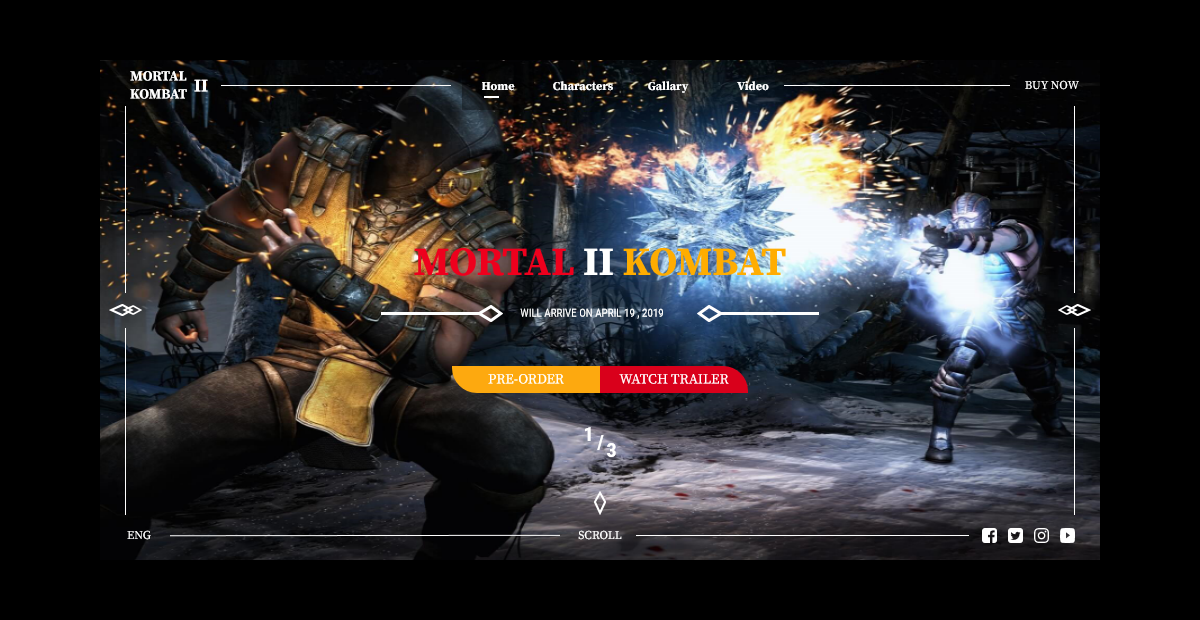 MORTAL
KOMBAT II
Home Characters Gallary Video
BUY NOW
MORTAL II KOMBAT
WILL ARRIVE ON APRIL 19 , 2019
PRE-ORDER WATCH TRAILER
1/3
ENG
SCROLL